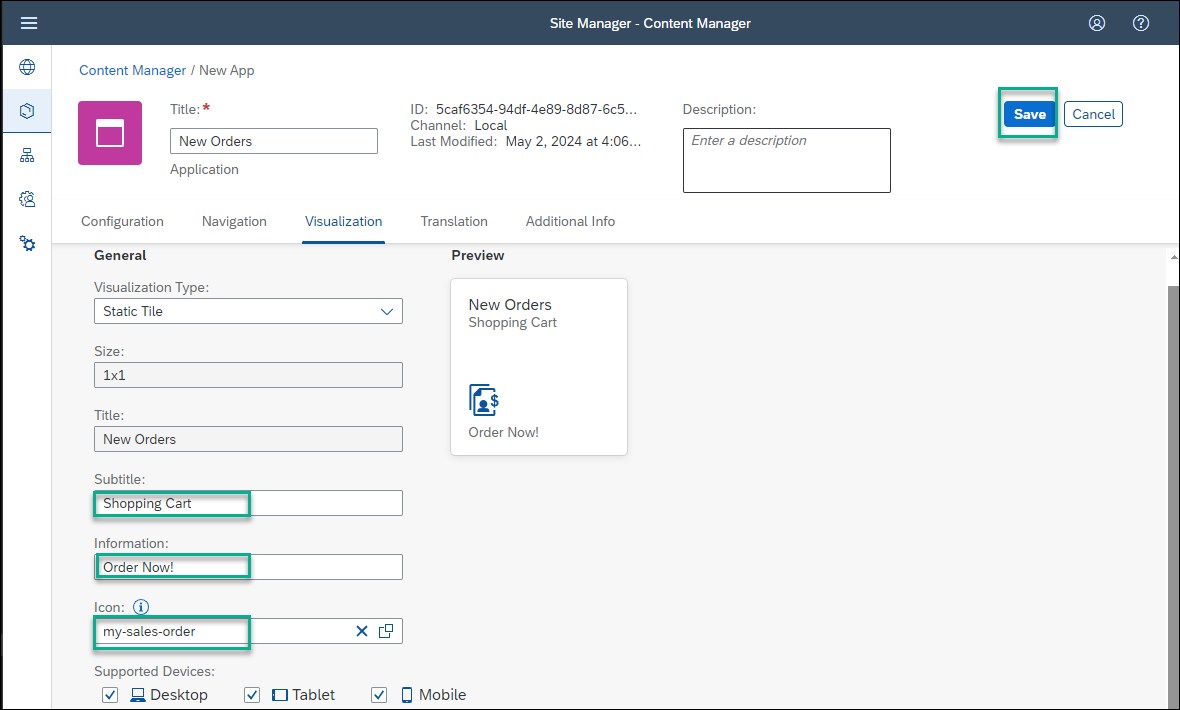 Site Manager - Content Manager
Content Manager / New App
Title: *
New Orders
Application
ID: 5caf6354-94df-4e89-8d87-6c5...
Channel: Local
Last Modified: May 2, 2024 at 4:06...
Description:
Enter a description
Save
Cancel
Configuration
Navigation
Visualization
Translation
Additional Info
General
Visualization Type:
Static Tile
Size:
1x1
Title:
New Orders
Subtitle:
Shopping Cart
Information:
Order Now!
Icon:
my-sales-order
Supported Devices:
Desktop
Tablet
Mobile
Preview
New Orders
Shopping Cart
Order Now!